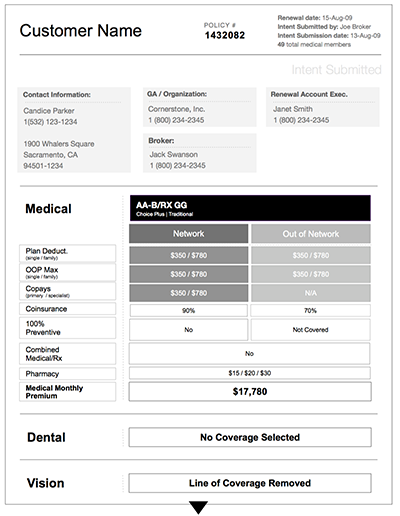 Customer Name
POLICY #
1432082
Renewal date: 15-Aug-09
Intent Submitted by: Joe Broker
Intent Submission date: 13-Aug-09
49 total medical members
Intent Submitted
Contact Information:
Candice Parker
1(532) 123-1234
1900 Whalers Square
Sacramento, CA
94501-1234
GA / Organization:
Cornerstone, Inc.
1 (800) 234-2345
Broker:
Jack Swanson
1 (800) 234-2345
Renewal Account Exec.
Janet Smith
1 (800) 234-2345
Medical
AA-B/RX GG
Choice Plus | Traditional
Network
Out of Network
Plan Deduct.
(single / family)
$350 / $780
$350 / $780
OOP Max
(single / family)
$350 / $780
$350 / $780
Copays
(primary / specialist)
$350 / $780
N/A
Coinsurance
90%
70%
100%
Preventive
No
Not Covered
Combined
Medical/Rx
No
Pharmacy
$15 / $20 / $30
Medical Monthly
Premium
$17,780
Dental
No Coverage Selected
Vision
Line of Coverage Removed